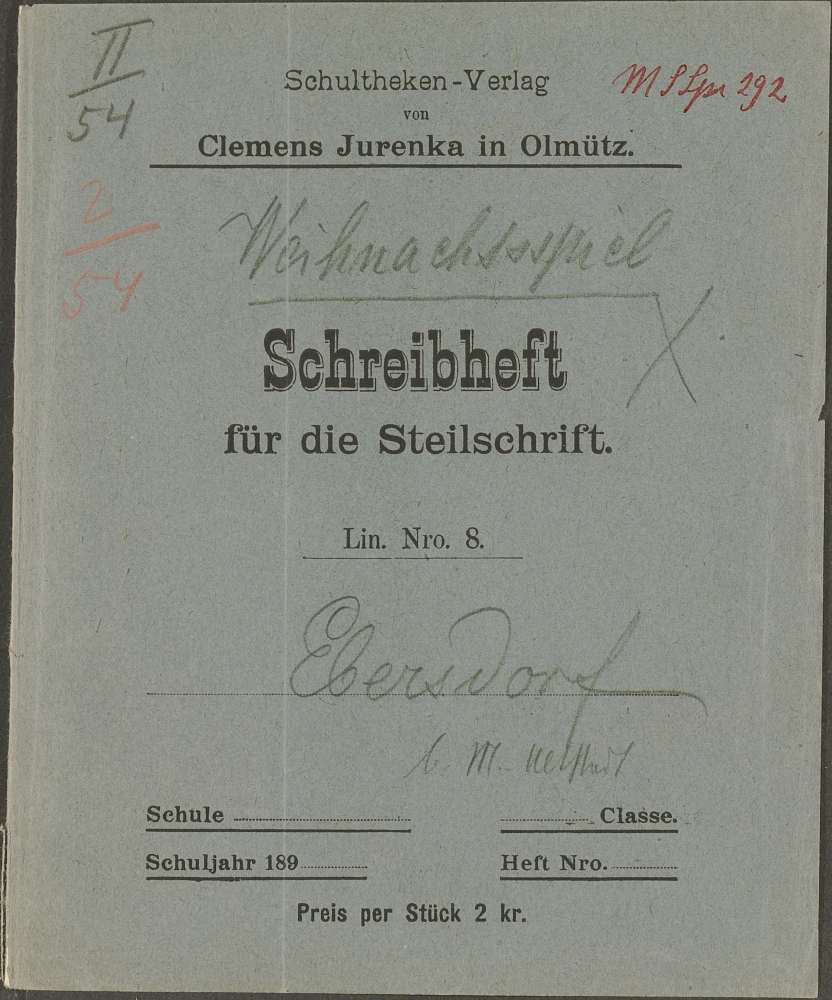 II
54
Schultheken-Verlag
M S Spr 292
von
Clemens Jurenka in Olmütz.
2
54
Weihnachtsspiel
Schreibheft
für die Steilschrift.
Lin. Nro. 8.
Ebersdorf
b. M.
Schule
Classe.
Schuljahr 189
Heft Nro.
Preis per Stück 2 kr.